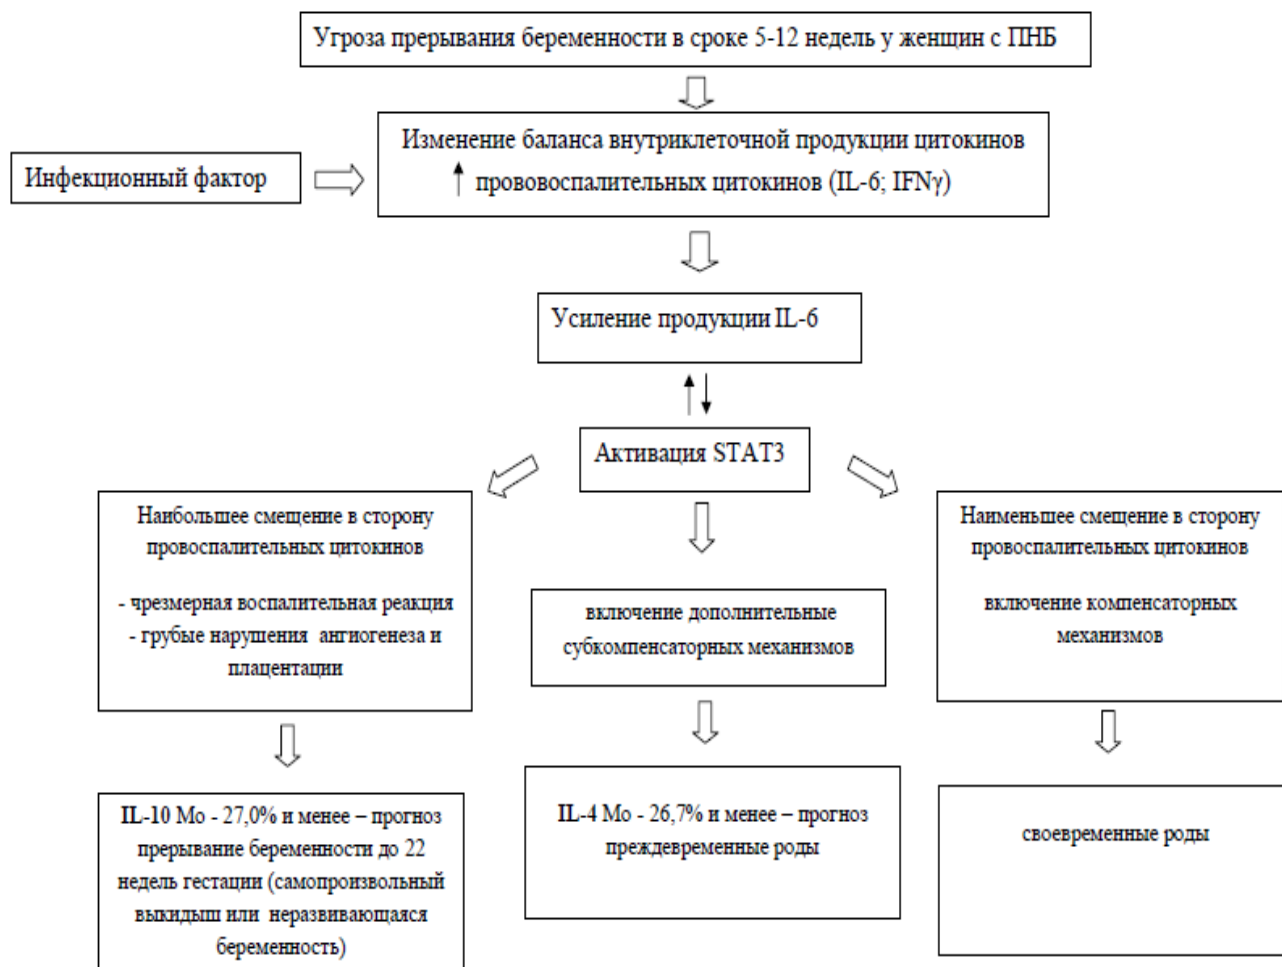 Угроза прерывания беременности в сроке 5-12 недель у женщин с ПНБ
Изменение баланса внутриклеточной продукции цитокинов
↑ прововоспалительных цитокинов (IL-6; IFNγ)
Инфекционный фактор
Усиление продукции IL-6
Активация STAT3
Наибольшее смещение в сторону
провоспалительных цитокинов
- чрезмерная воспалительная реакция
- грубые нарушения ангиогенеза и
плацентации
включение дополнительные
субкомпенсаторных механизмов
Наименьшее смещение в сторону
провоспалительных цитокинов
включение компенсаторных
механизмов
IL-10 Мо - 27,0% и менее – прогноз
прерывание беременности до 22
недель гестации (самопроизвольный
выкидыш или неразвивающаяся
беременность)
IL-4 Мо - 26,7% и менее – прогноз
преждевременные роды
своевременные роды